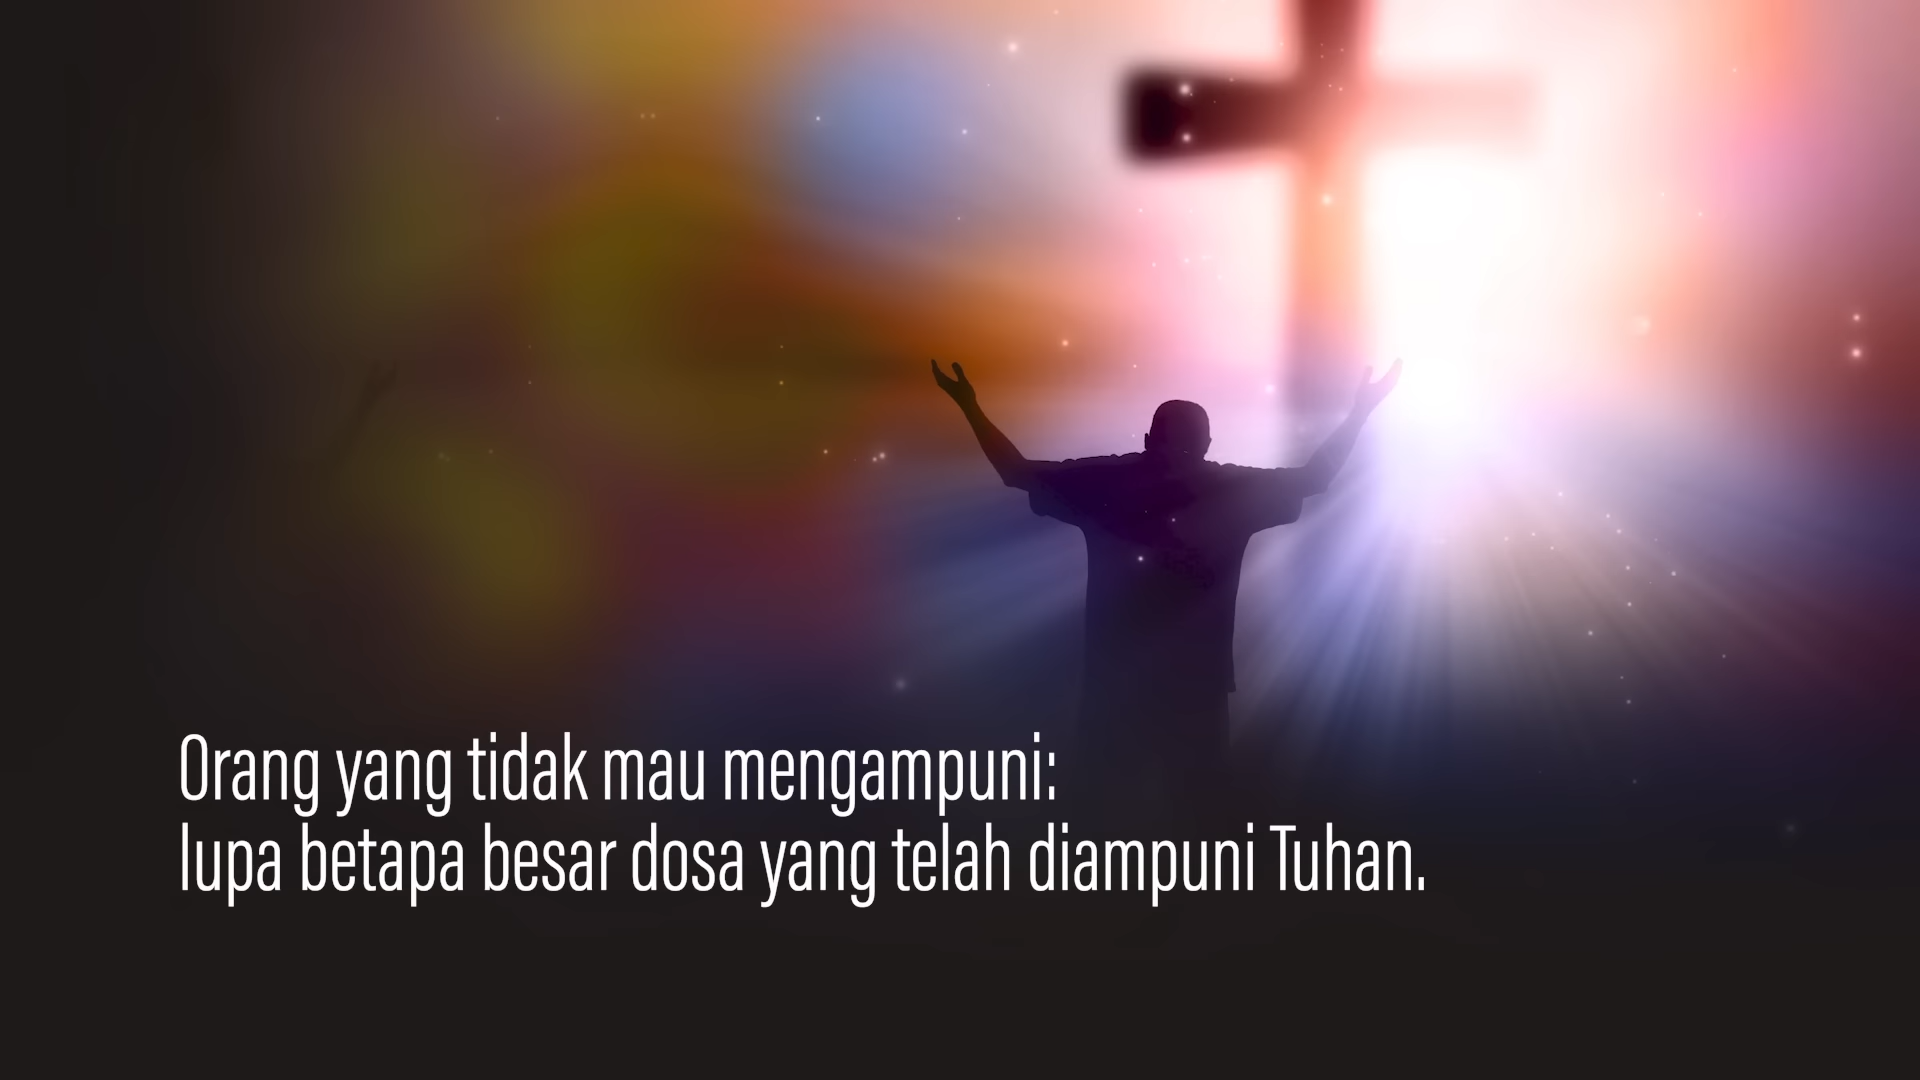 Orang yang tidak mau mengampuni:
lupa betapa besar dosa yang telah diampuni Tuhan.